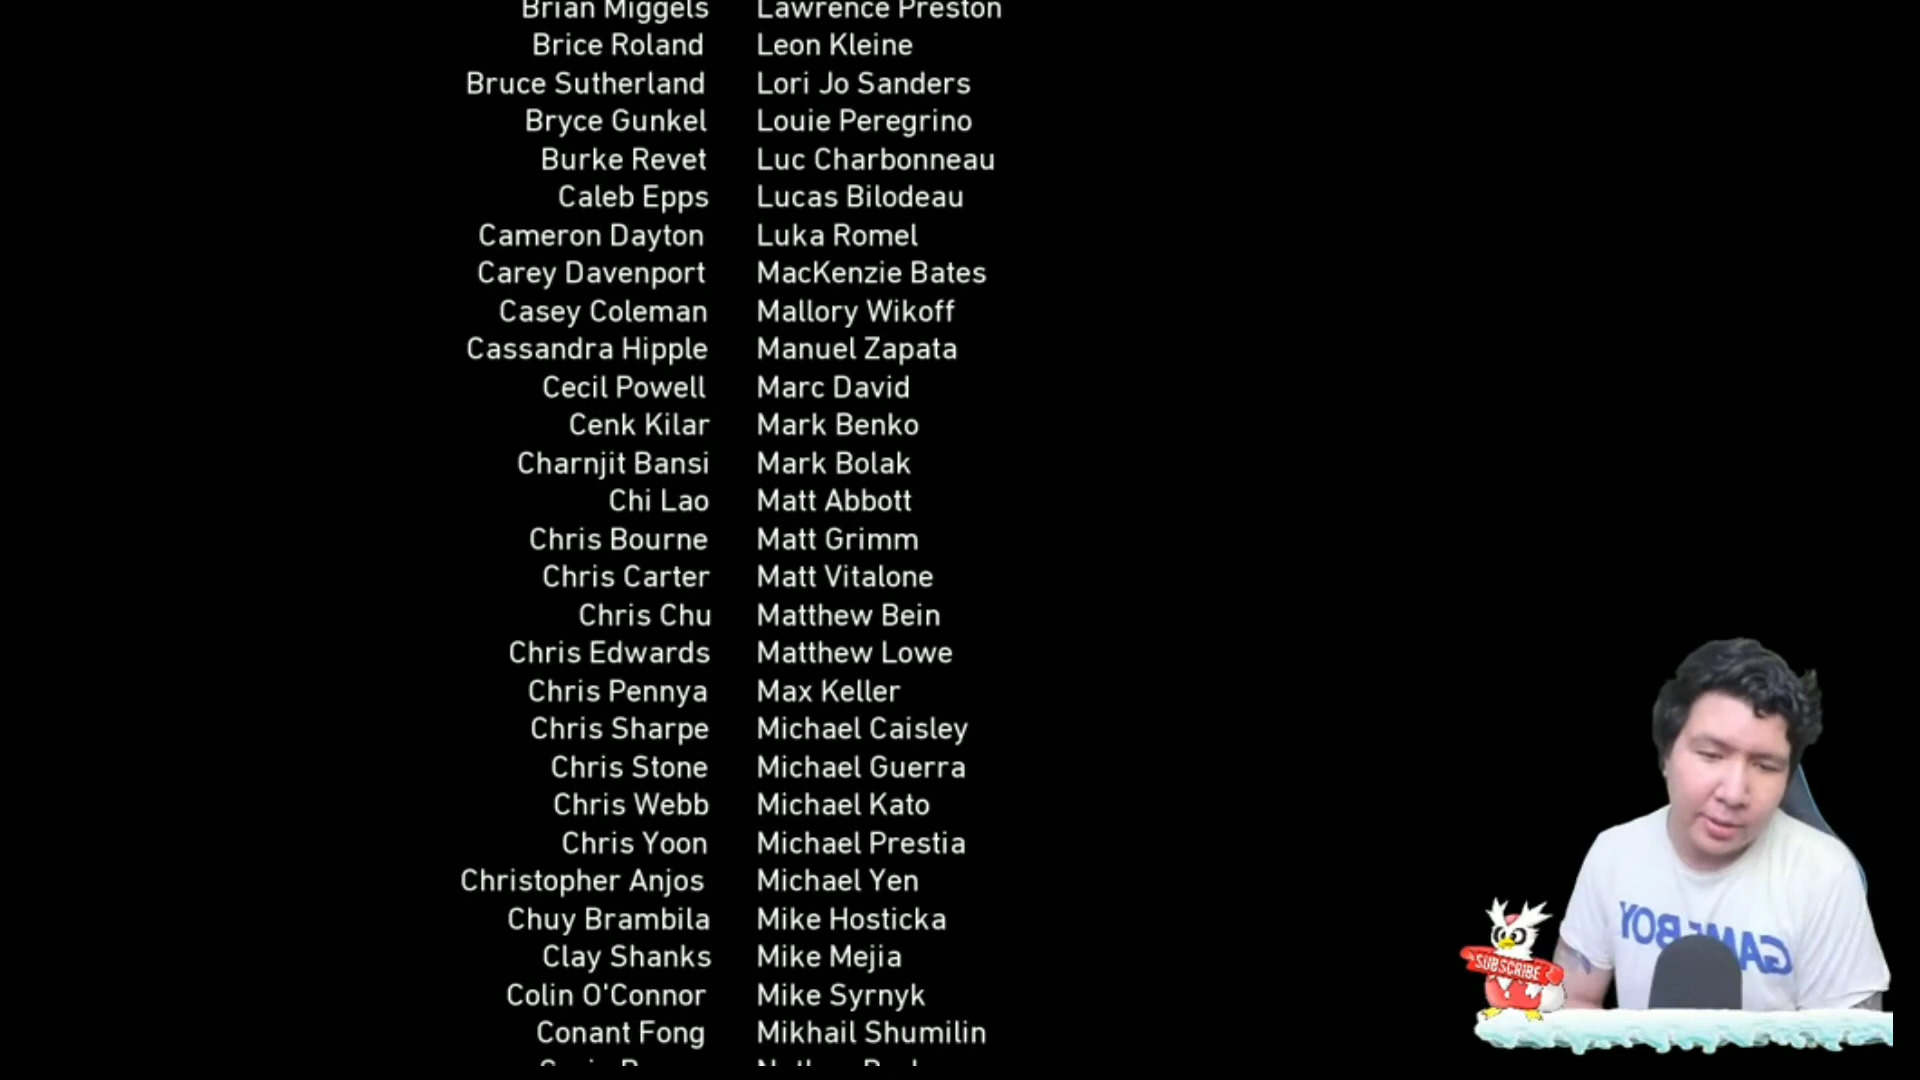 Brian Miggels Lawrence Preston
Brice Roland Leon Kleine
Bruce Sutherland Lori Jo Sanders
Bryce Gunkel Louie Peregrino
Burke Revet Luc Charbonneau
Caleb Epps Lucas Bilodeau
Cameron Dayton Luka Romel
Carey Davenport MacKenzie Bates
Casey Coleman Mallory Wikoff
Cassandra Hipple Manuel Zapata
Cecil Powell Marc David
Cenk Kilar Mark Benko
Charnjit Bansi Mark Bolak
Chi Lao Matt Abbott
Chris Bourne Matt Grimm
Chris Carter Matt Vitalone
Chris Chu Matthew Bein
Chris Edwards Matthew Lowe
Chris Pennya Max Keller
Chris Sharpe Michael Caisley
Chris Stone Michael Guerra
Chris Webb Michael Kato
Chris Yoon Michael Prestia
Christopher Anjos Michael Yen
Chuy Brambila Mike Hosticka
Clay Shanks Mike Mejia
Colin O'Connor Mike Syrnyk
Conant Fong Mikhail Shumilin
GAMEBOY
SUBSCRIBE